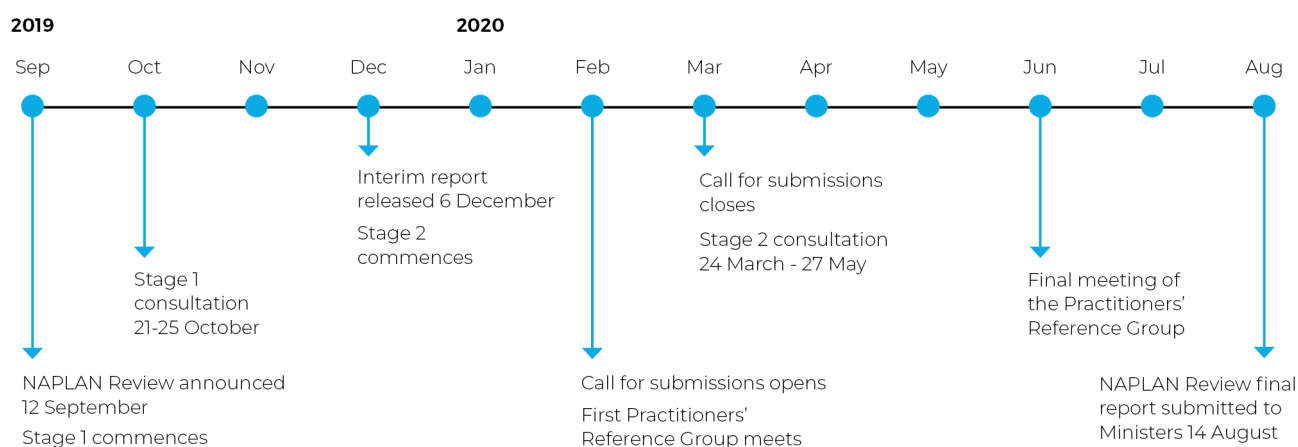 2019
2020
Sep
Oct
Nov
Dec
Jan
Feb
Mar
Apr
May
Jun
Jul
Aug
Interim report
released 6 December
Stage 2
commences
Call for submissions
closes
Stage 2 consultation
24 March - 27 May
Stage 1
consultation
21-25 October
Final meeting of
the Practitioners’
Reference Group
NAPLAN Review announced
12 September
Stage 1 commences
Call for submissions opens
First Practitioners’
Reference Group meets
NAPLAN Review final
report submitted to
Ministers 14 August